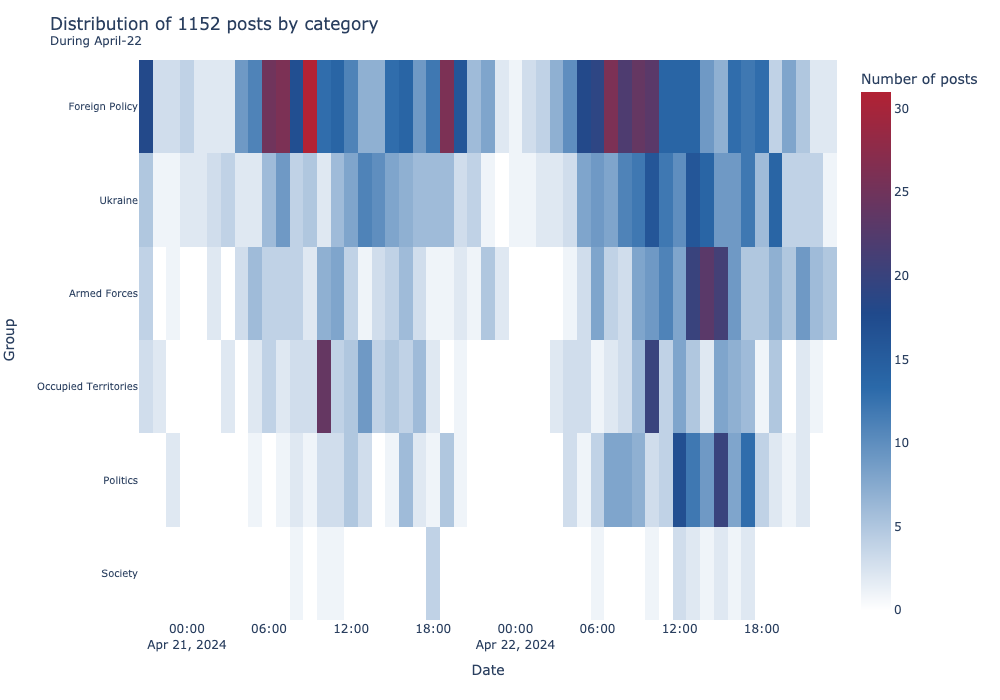 Distribution of 1152 posts by category
During April-22
Number of posts
30
25
20
15
10
5
0
Group
Foreign Policy
Ukraine
Armed Forces
Occupied Territories
Politics
Society
00:00 06:00 12:00 18:00 00:00 06:00 12:00 18:00
Apr 21, 2024 Apr 22, 2024
Date